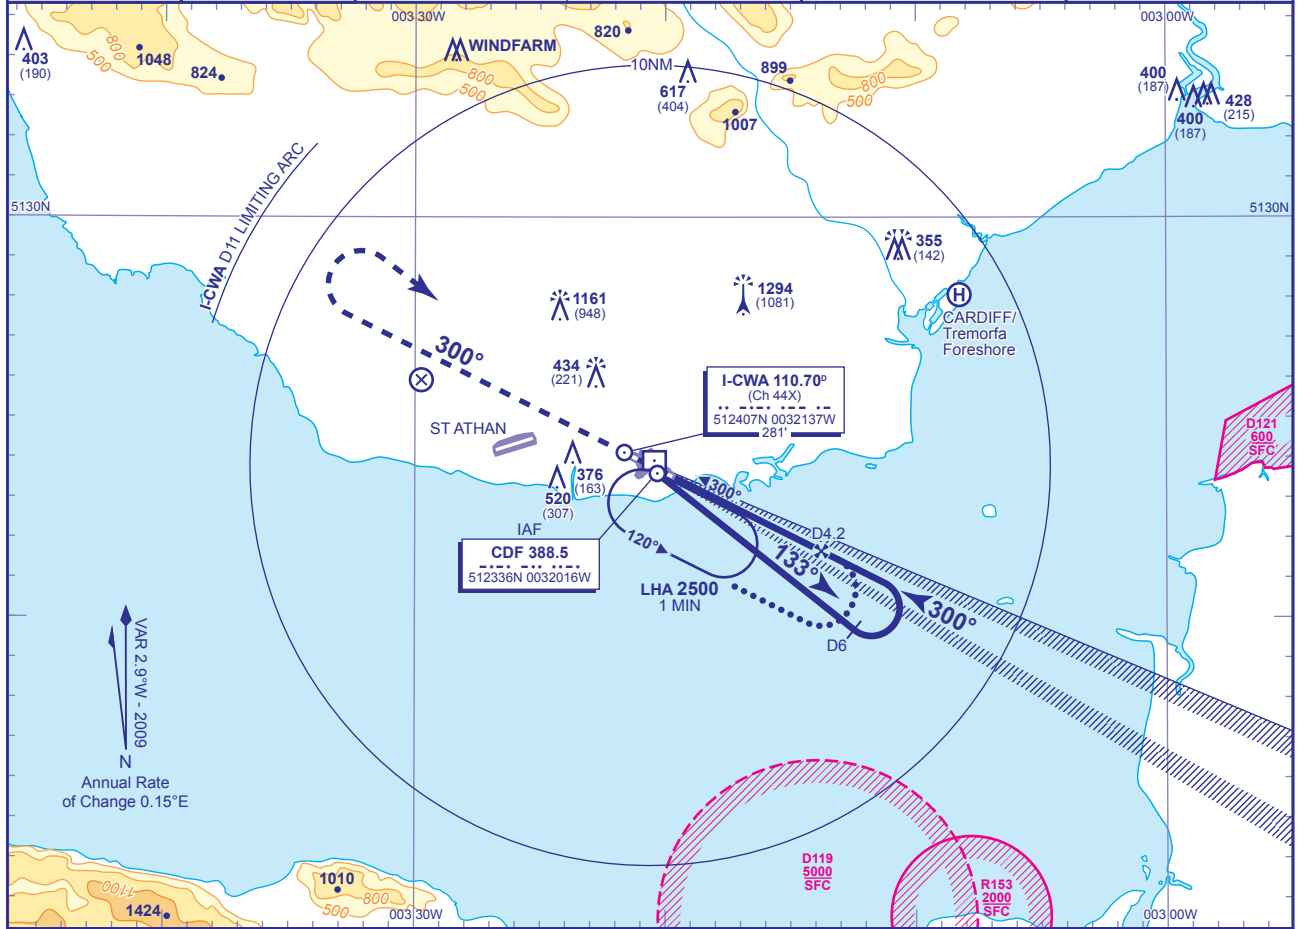 003 30W
003 00W
403
(190)
800
500
1048
824
WINDFARM
800
500
820
10NM
617
(404)
899
1007
800
500
400
(187)
400
(187)
428
(215)
5130N
5130N
I-CWA D11 LIMITING ARC
355
(142)
1161
(948)
1294
(1081)
H
CARDIFF/
Tremorfa
Foreshore
300°
434
(221)
I-CWA 110.70ᴰ
(Ch 44X)
·· -·-· ·-- ·-
512407N 0032137W
281'
ST ATHAN
D121
600
SFC
376
(163)
520
(307)
IAF
CDF 388.5
-·-· -·· ··-·
512336N 0032016W
300°
120°
133°
D4.2
LHA 2500
1 MIN
300°
D6
VAR 2.9°W - 2009
N
Annual Rate
of Change 0.15°E
D119
5000
SFC
R153
2000
SFC
1100
1424
1010
800
500
003 30W
003 00W